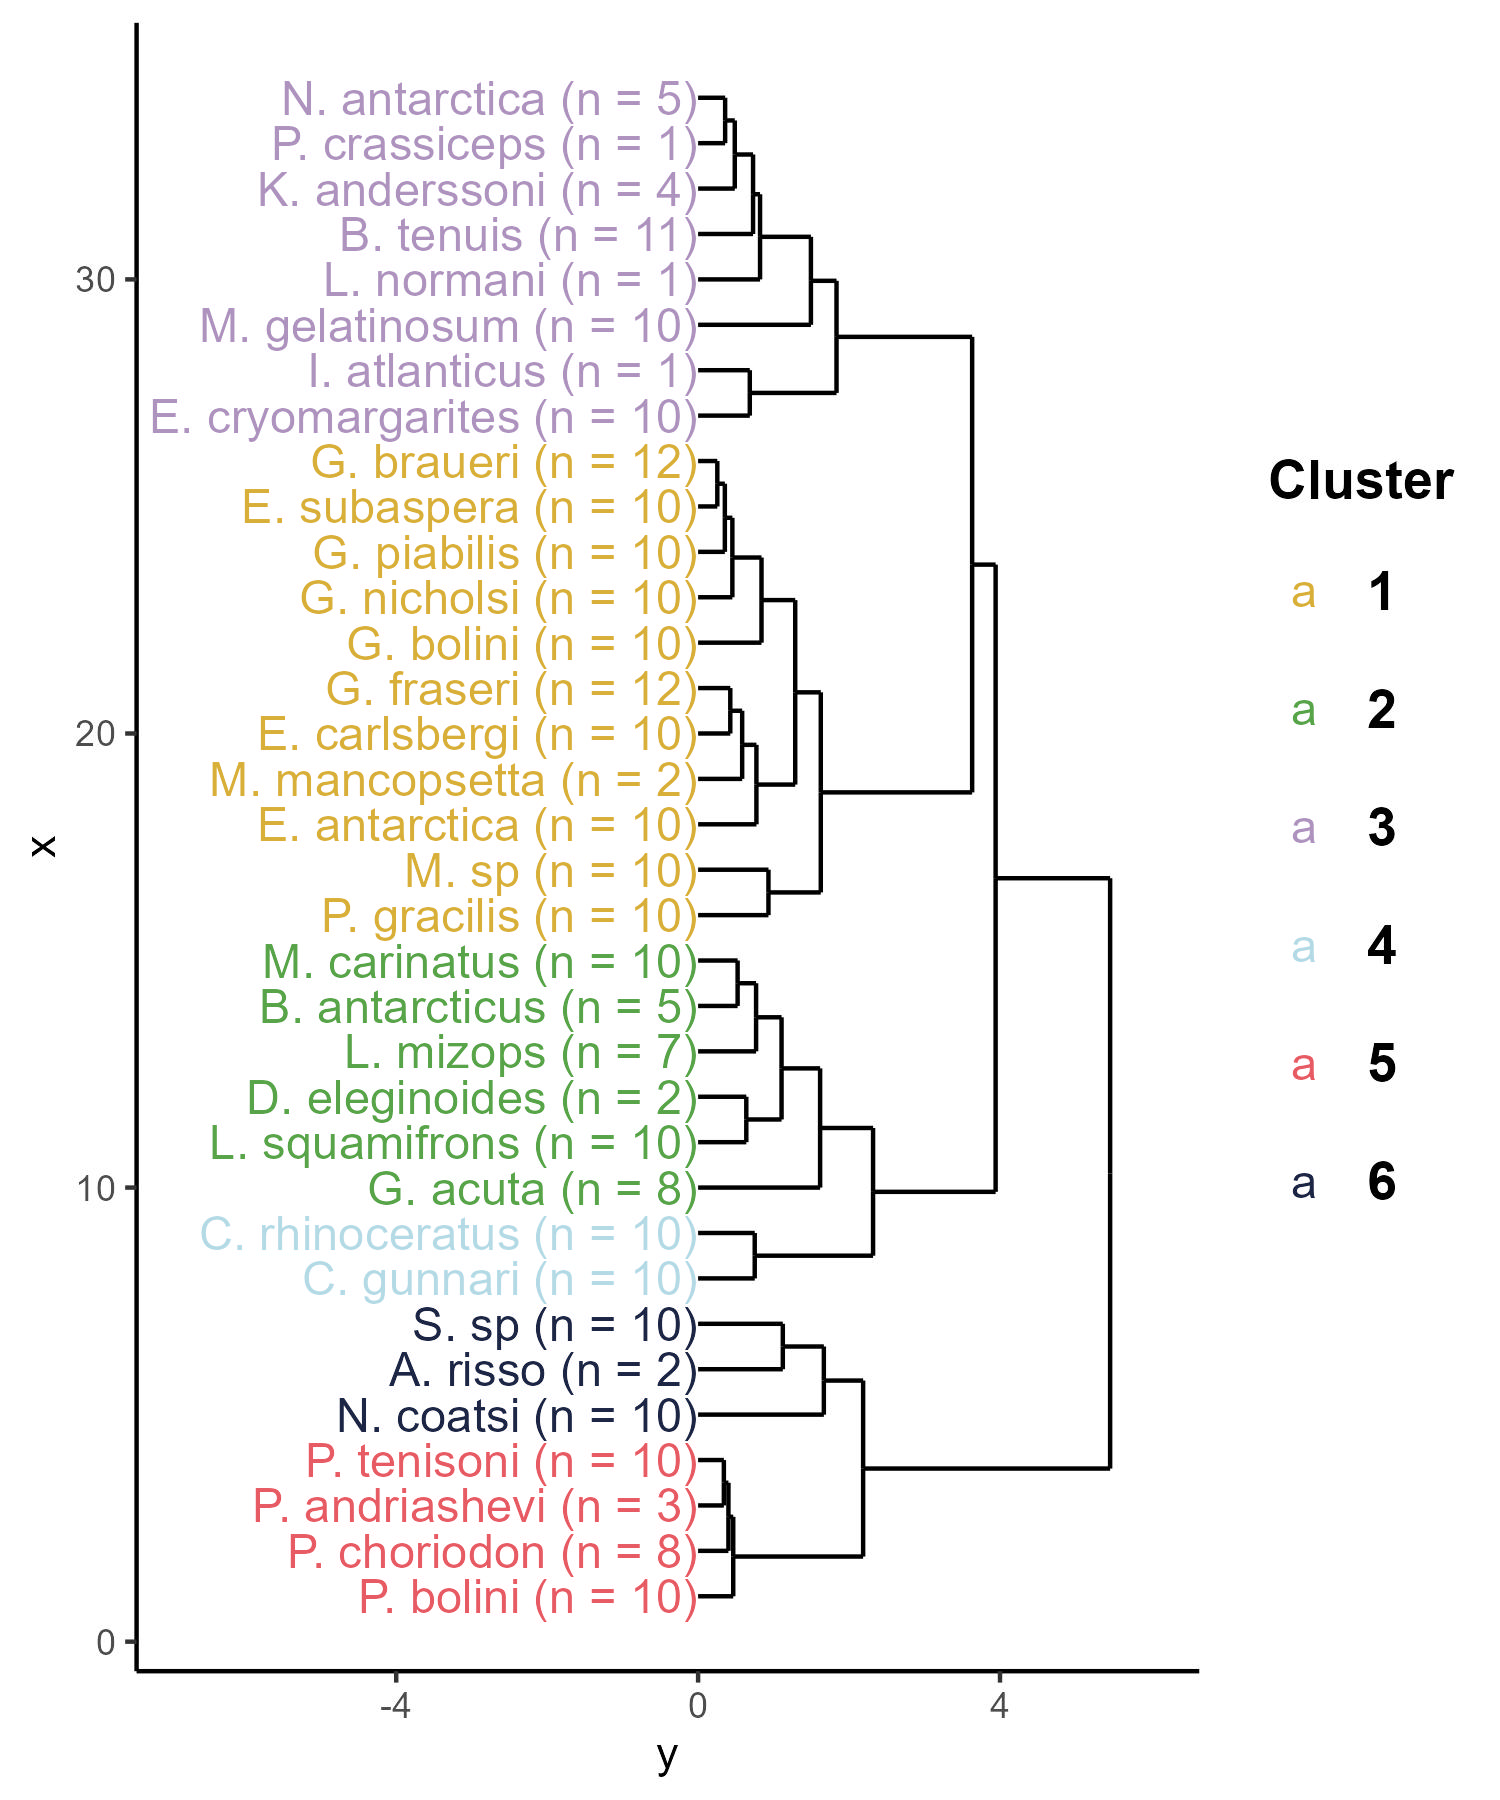 N. antarctica (n = 5)
P. crassiceps (n = 1)
K. anderssoni (n = 4)
B. tenuis (n = 11)
L. normani (n = 1)
M. gelatinosum (n = 10)
I. atlanticus (n = 1)
E. cryomargarites (n = 10)
G. braueri (n = 12)
E. subaspera (n = 10)
G. piabilis (n = 10)
G. nicholsi (n = 10)
G. bolini (n = 10)
G. fraseri (n = 12)
E. carlsbergi (n = 10)
M. mancopsetta (n = 2)
E. antarctica (n = 10)
M. sp (n = 10)
P. gracilis (n = 10)
M. carinatus (n = 10)
B. antarcticus (n = 5)
L. mizops (n = 7)
D. eleginoides (n = 2)
L. squamifrons (n = 10)
G. acuta (n = 8)
C. rhinoceratus (n = 10)
C. gunnari (n = 10)
S. sp (n = 10)
A. risso (n = 2)
N. coatsi (n = 10)
P. tenisoni (n = 10)
P. andriashevi (n = 3)
P. choriodon (n = 8)
P. bolini (n = 10)
30
20
10
0
x
-4 0 4
y
Cluster
a 1
a 2
a 3
a 4
a 5
a 6